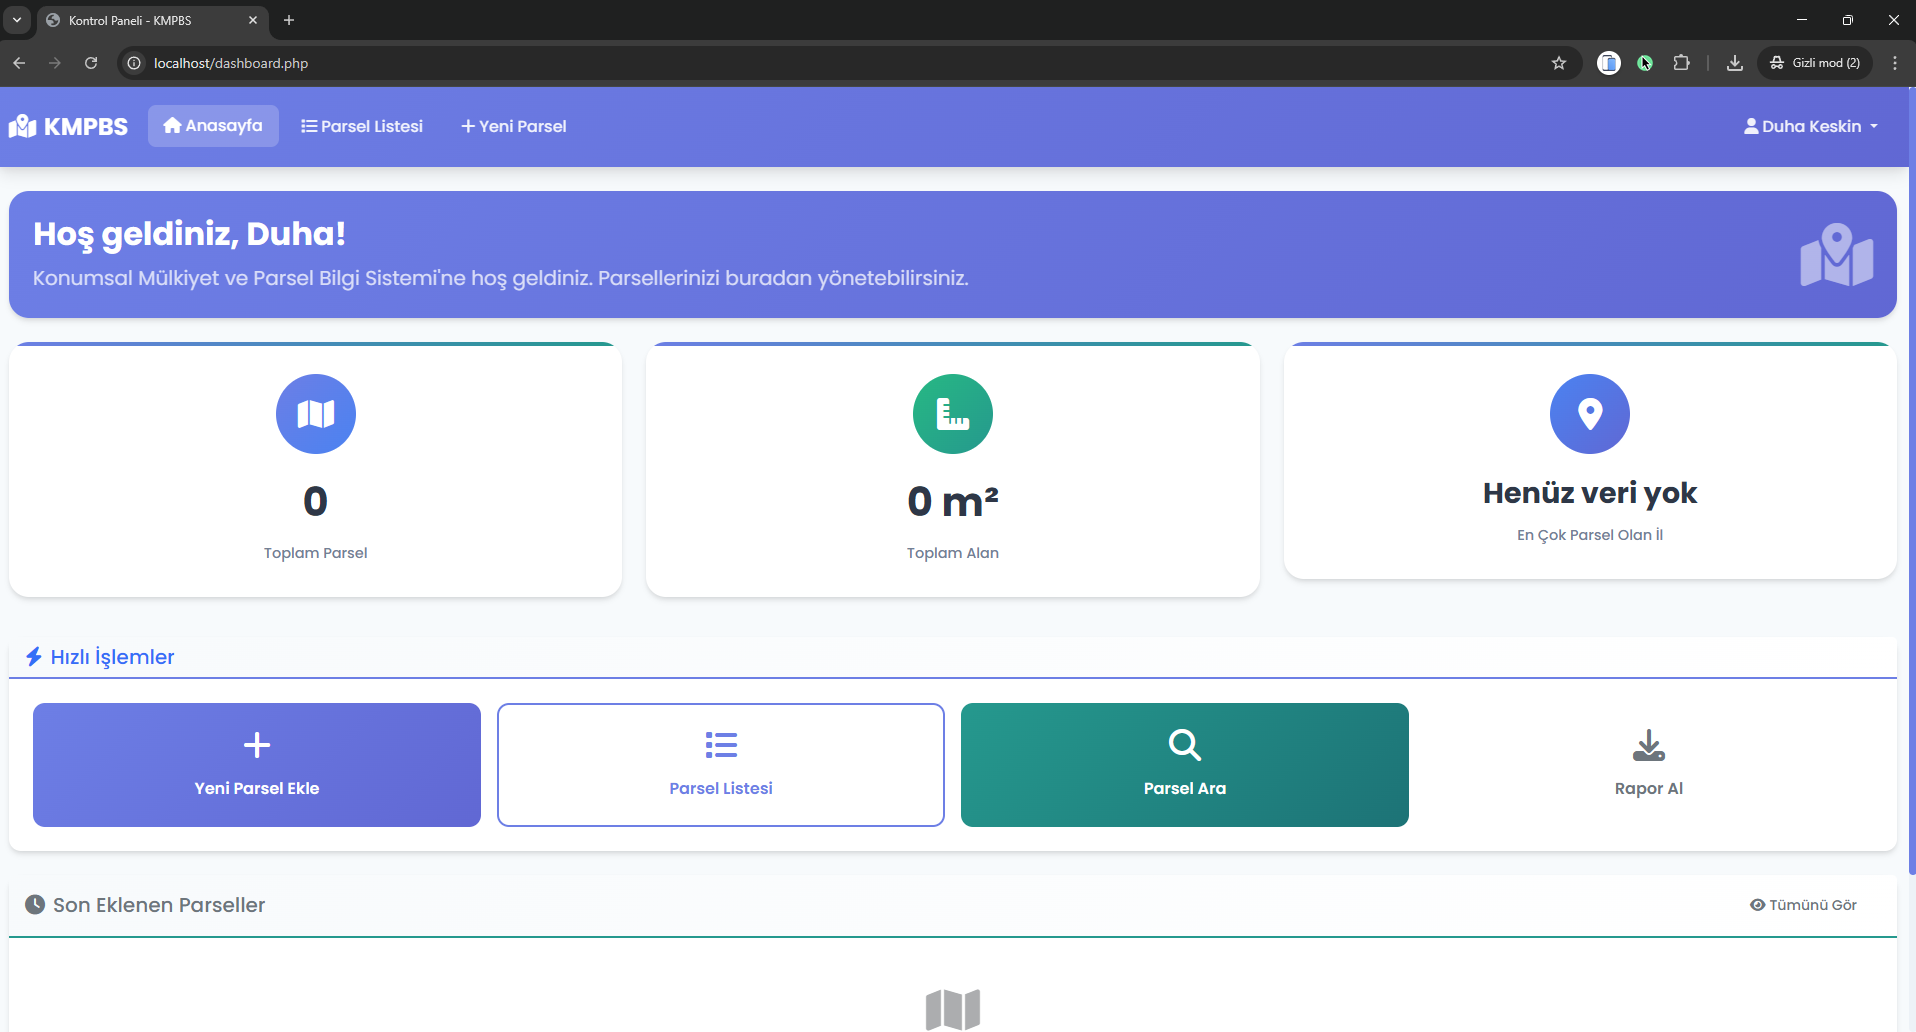 Kontrol Paneli - KMPBS
localhost/dashboard.php
Gizli mod (2)
KMPBS
Anasayfa
Parsel Listesi
Yeni Parsel
Duha Keskin
Hoş geldiniz, Duha!
Konumsal Mülkiyet ve Parsel Bilgi Sistemi'ne hoş geldiniz. Parsellerinizi buradan yönetebilirsiniz.
0
Toplam Parsel
0 m²
Toplam Alan
Henüz veri yok
En Çok Parsel Olan İl
Hızlı İşlemler
Yeni Parsel Ekle
Parsel Listesi
Parsel Ara
Rapor Al
Son Eklenen Parseller
Tümünü Gör